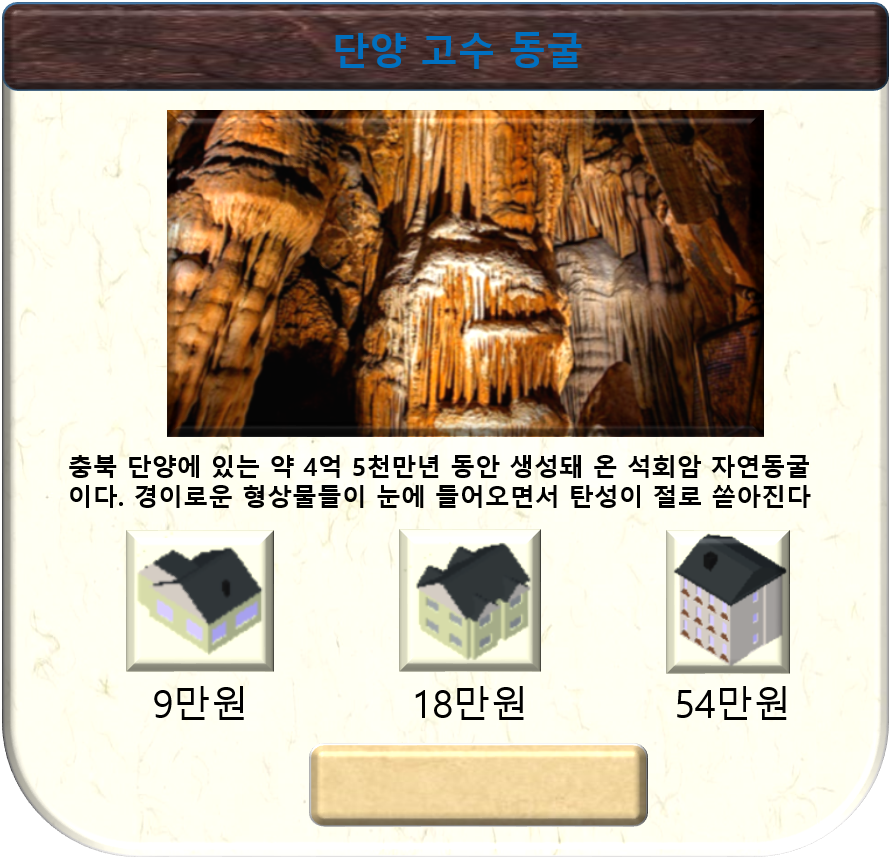 단양 고수 동굴
충북 단양에 있는 약 4억 5천만년 동안 생성돼 온 석회암 자연동굴
이다. 경이로운 형상물들이 눈에 들어오면서 탄성이 절로 쏟아진다
9만원 18만원 54만원